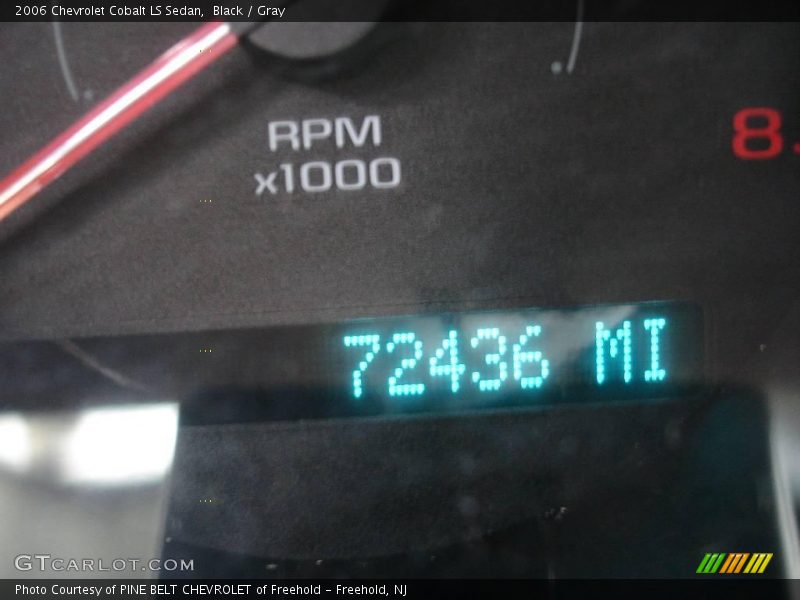 2006 Chevrolet Cobalt LS Sedan, Black / Gray
RPM
x1000
8.
72436 MI
GTCARLOT.COM
Photo Courtesy of PINE BELT CHEVROLET of Freehold - Freehold, NJ